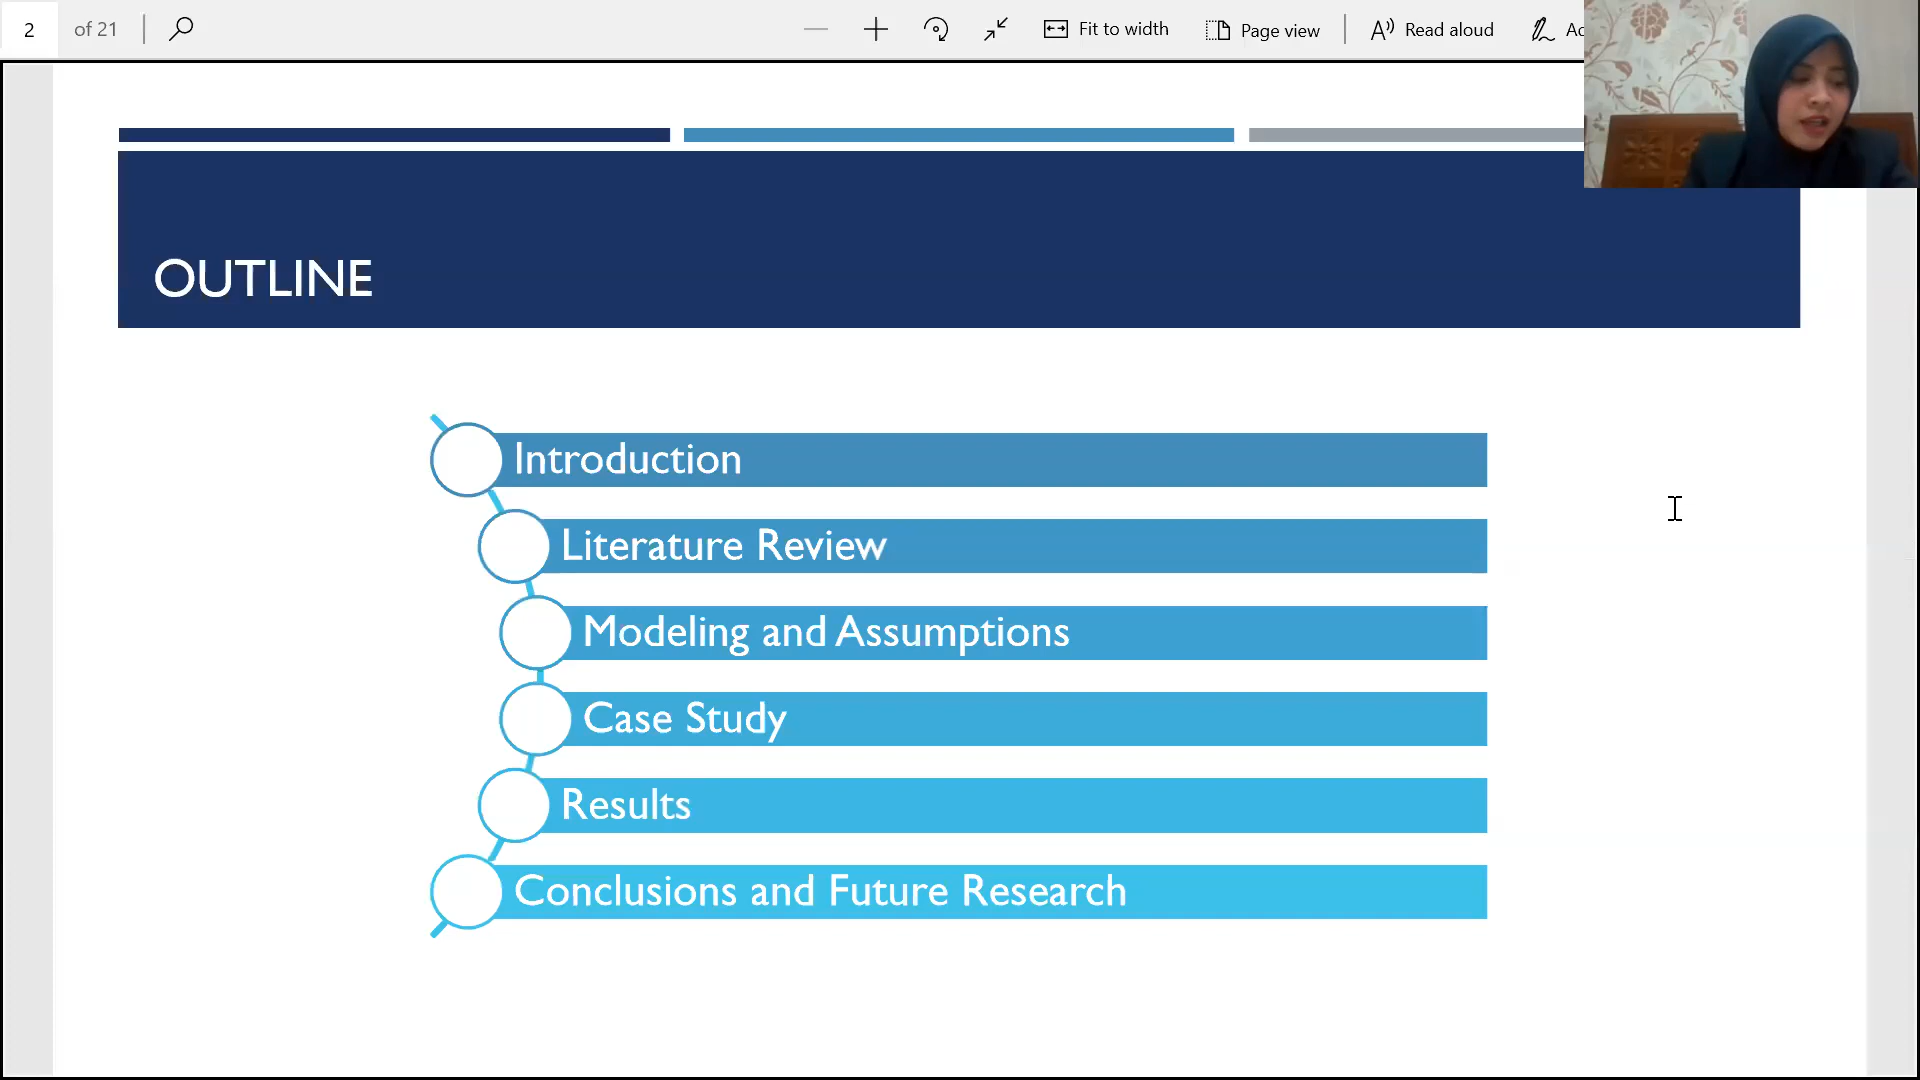 2 of 21 Fit to width Page view Read aloud
OUTLINE
Introduction
Literature Review
Modeling and Assumptions
Case Study
Results
Conclusions and Future Research